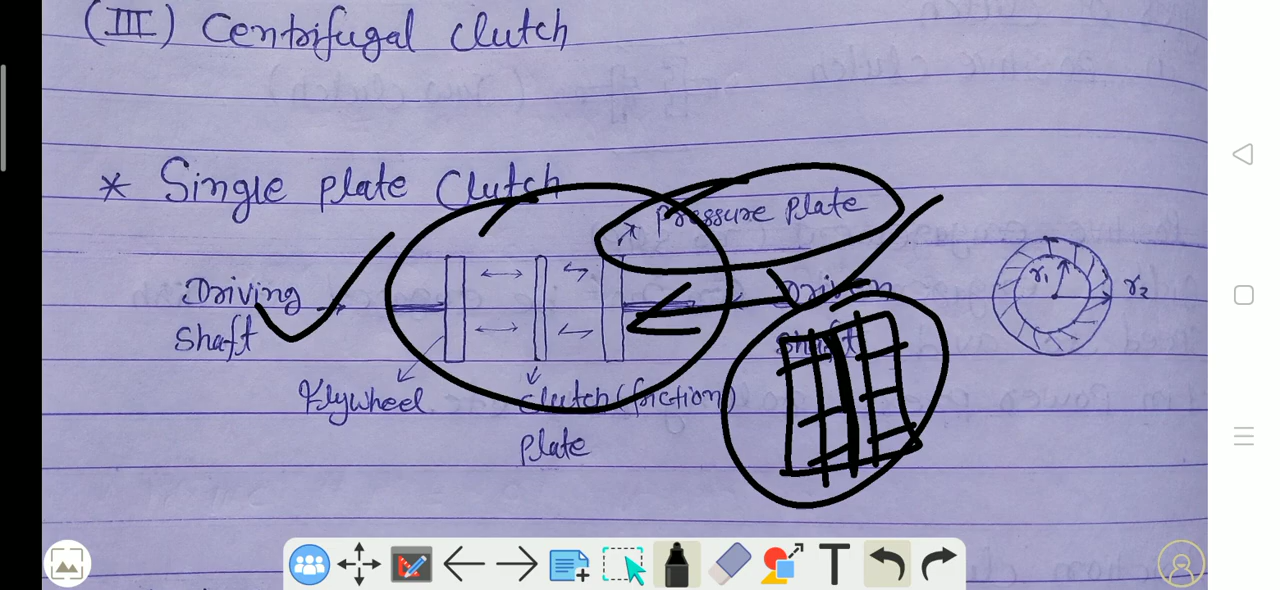 (III) Centrifugal Clutch
* Single Plate Clutch
Pressure Plate
Driving
Shaft
Driven
Shaft
r₁
r₂
Flywheel
Clutch (friction)
Plate
T